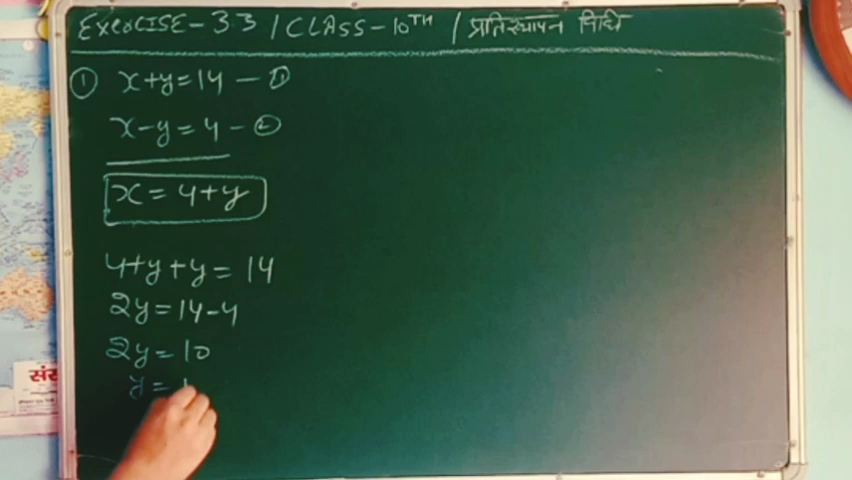 EXERCISE-3.3 / CLASS-10TH / प्रतिस्थापन विधि
① x+y=14 - ①
x-y=4 - ②
x=4+y
4+y+y=14
2y=14-4
2y=10
y=1
संस